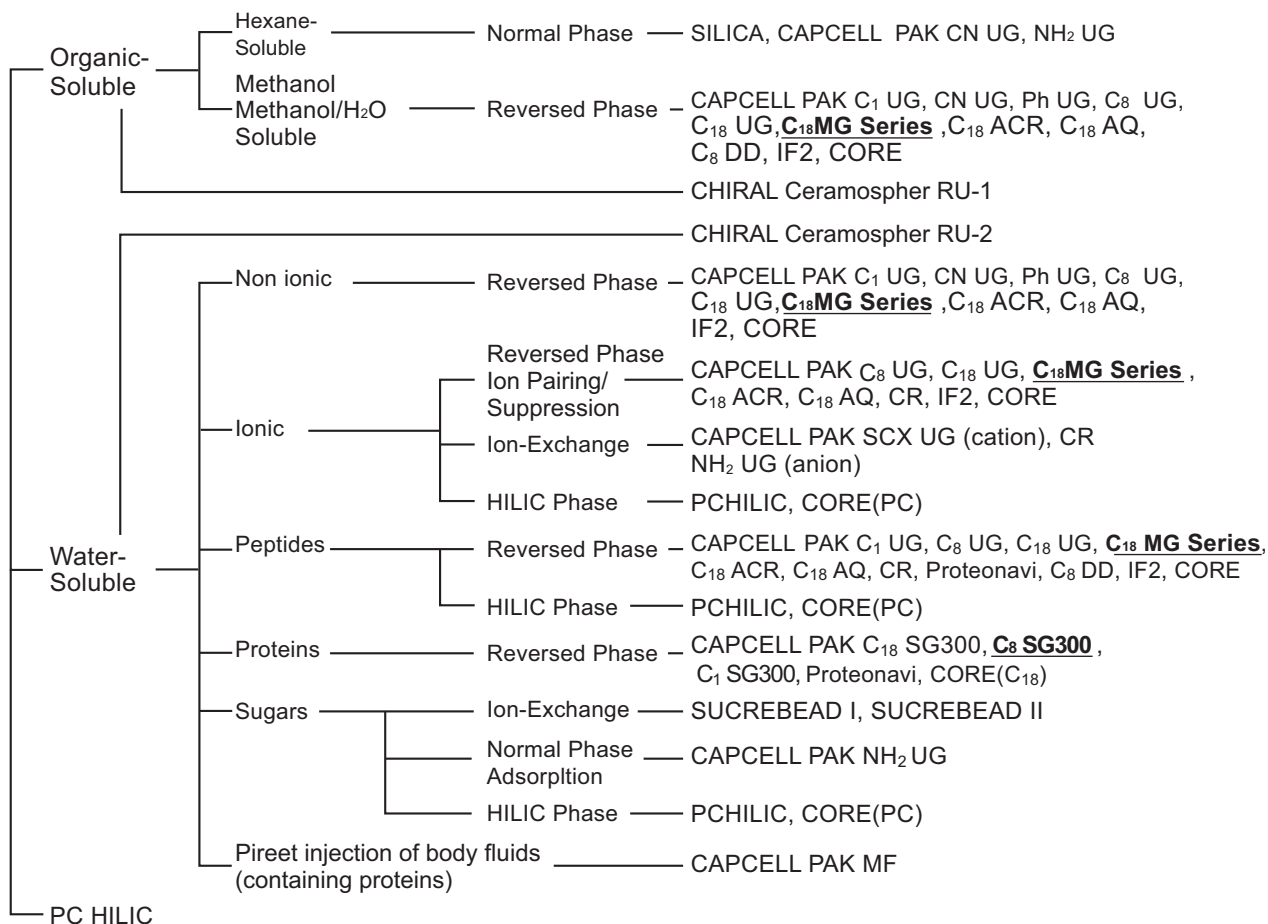 Hexane-
Soluble
Normal Phase
SILICA, CAPCELL PAK CN UG, NH₂ UG
Organic-
Soluble
Methanol
Methanol/H₂O
Soluble
Reversed Phase
CAPCELL PAK C₁ UG, CN UG, Ph UG, C₈ UG,
C₁₈ UG, C₁₈MG Series ,C₁₈ ACR, C₁₈ AQ,
C₈ DD, IF2, CORE
CHIRAL Ceramospher RU-1
CHIRAL Ceramospher RU-2
Non ionic
Reversed Phase
CAPCELL PAK C₁ UG, CN UG, Ph UG, C₈ UG,
C₁₈ UG, C₁₈MG Series ,C₁₈ ACR, C₁₈ AQ,
IF2, CORE
Ionic
Reversed Phase
Ion Pairing/
Suppression
CAPCELL PAK C₈ UG, C₁₈ UG, C₁₈MG Series ,
C₁₈ ACR, C₁₈ AQ, CR, IF2, CORE
Ion-Exchange
CAPCELL PAK SCX UG (cation), CR
NH₂ UG (anion)
HILIC Phase
PCHILIC, CORE(PC)
Water-
Soluble
Peptides
Reversed Phase
CAPCELL PAK C₁ UG, C₈ UG, C₁₈ UG, C₁₈ MG Series,
C₁₈ ACR, C₁₈ AQ, CR, Proteonavi, C₈ DD, IF2, CORE
HILIC Phase
PCHILIC, CORE(PC)
Proteins
Reversed Phase
CAPCELL PAK C₁₈ SG300, C₈ SG300 ,
C₁ SG300, Proteonavi, CORE(C₁₈)
Sugars
Ion-Exchange
SUCREBEAD I, SUCREBEAD II
Normal Phase
Adsorpltion
CAPCELL PAK NH₂ UG
HILIC Phase
PCHILIC, CORE(PC)
Pireet injection of body fluids
(containing proteins)
CAPCELL PAK MF
PC HILIC